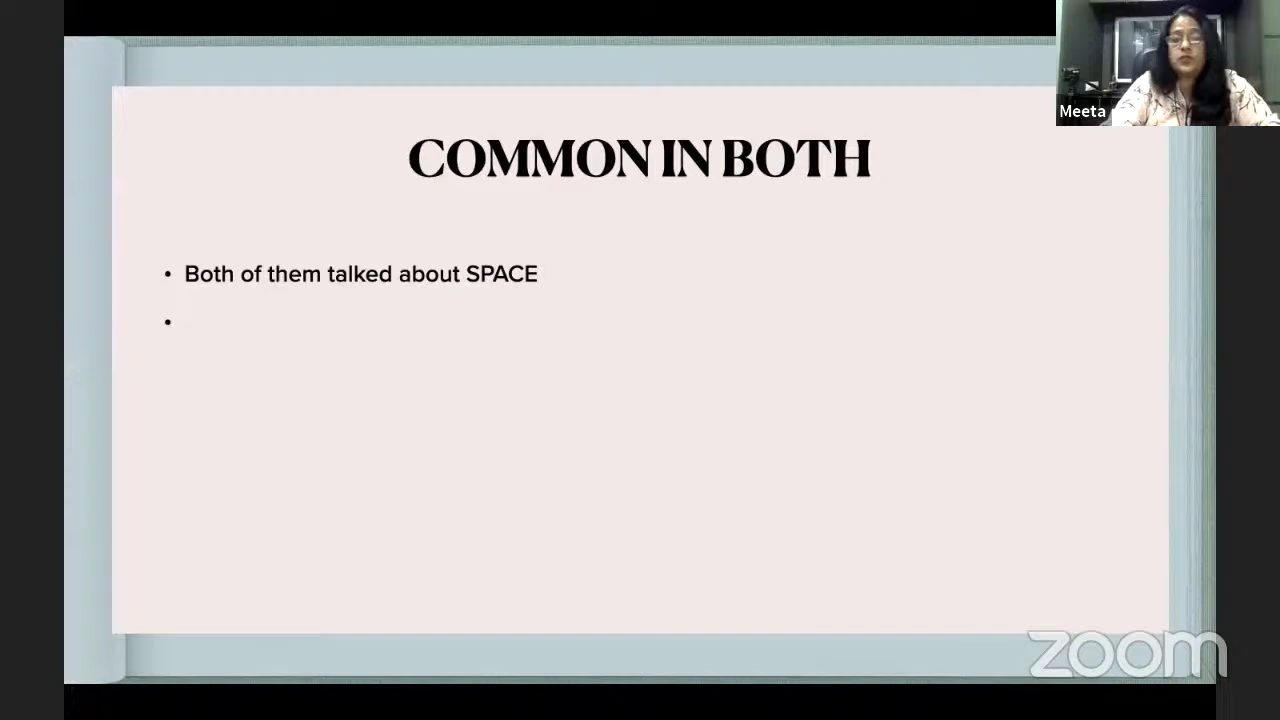 Meeta
COMMON IN BOTH
• Both of them talked about SPACE
•
zoom